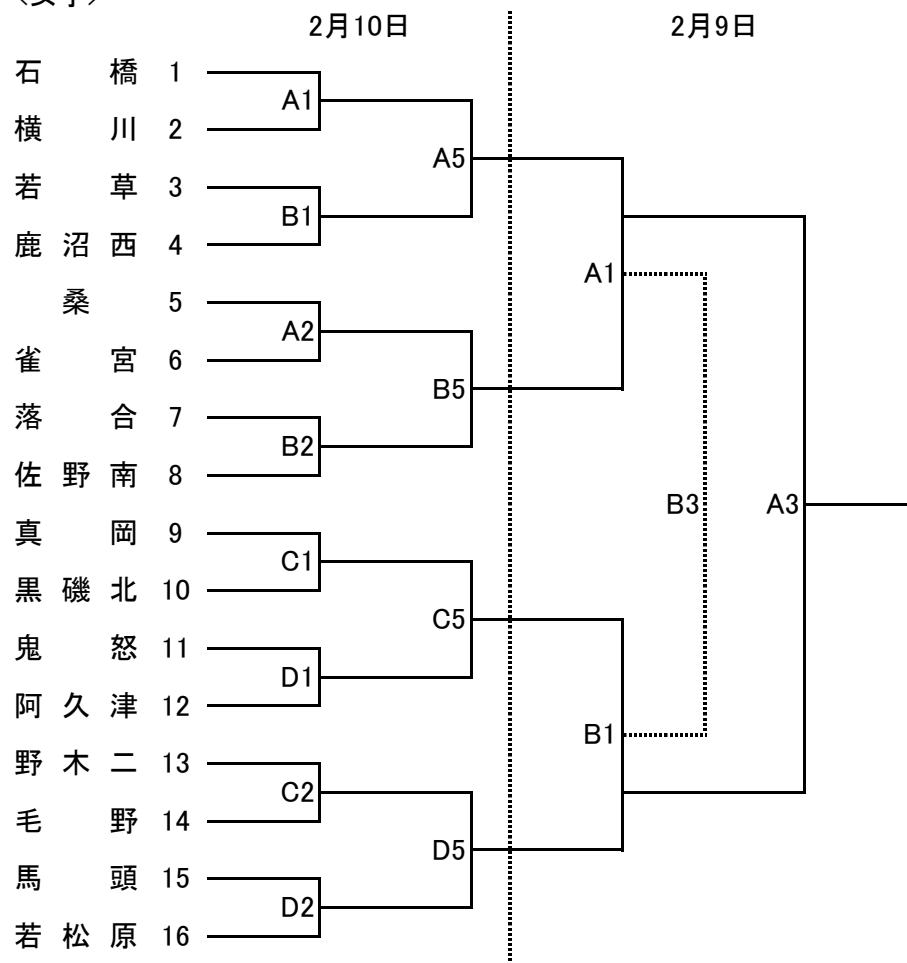 2月10日 2月9日
石橋 1
A1
横川 2
A5
若草 3
B1
鹿沼西 4
A1
桑 5
A2
雀宮 6
B5
落合 7
B2
佐野南 8
B3 A3
真岡 9
C1
黒磯北 10
C5
鬼怒 11
D1
阿久津 12
B1
野木二 13
C2
毛野 14
D5
馬頭 15
D2
若松原 16